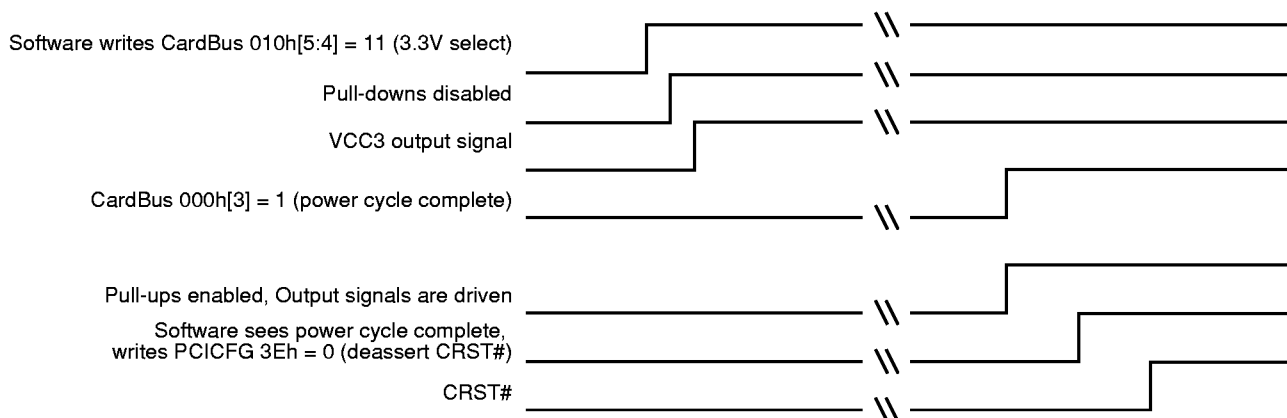 Software writes CardBus 010h[5:4] = 11 (3.3V select)
Pull-downs disabled
VCC3 output signal
CardBus 000h[3] = 1 (power cycle complete)
Pull-ups enabled, Output signals are driven
Software sees power cycle complete,
writes PCICFG 3Eh = 0 (deassert CRST#)
CRST#